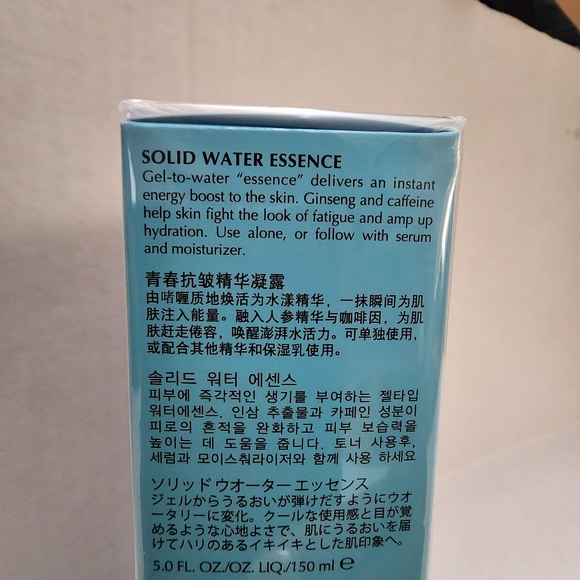 SOLID WATER ESSENCE
Gel-to-water “essence” delivers an instant
energy boost to the skin. Ginseng and caffeine
help skin fight the look of fatigue and amp up
hydration. Use alone, or follow with serum
and moisturizer.
青春抗皱精华凝露
由啫喱质地焕活为水漾精华，一抹瞬间为肌
肤注入能量。融入人参精华与咖啡因，为肌
肤赶走倦容，唤醒澎湃水活力。可单独使用，
或配合其他精华和保湿乳使用。
솔리드 워터 에센스
피부에 즉각적인 생기를 부여하는 젤타입
워터에센스. 인삼 추출물과 카페인 성분이
피로의 흔적을 완화하고 피부 보습력을
높이는 데 도움을 줍니다. 토너 사용후,
세럼과 모이스춰라이저와 함께 사용 하세요
ソリッド ウオーター エッセンス
ジェルからうるおいが弾けだすようにウオ
ータリーに変化。クールな使用感と目が覚
めるような心地よさで、肌にうるおいを届
けてハリのあるイキイキとした肌印象へ。
5.0 FL. OZ./OZ. LIQ./150 ml ℮